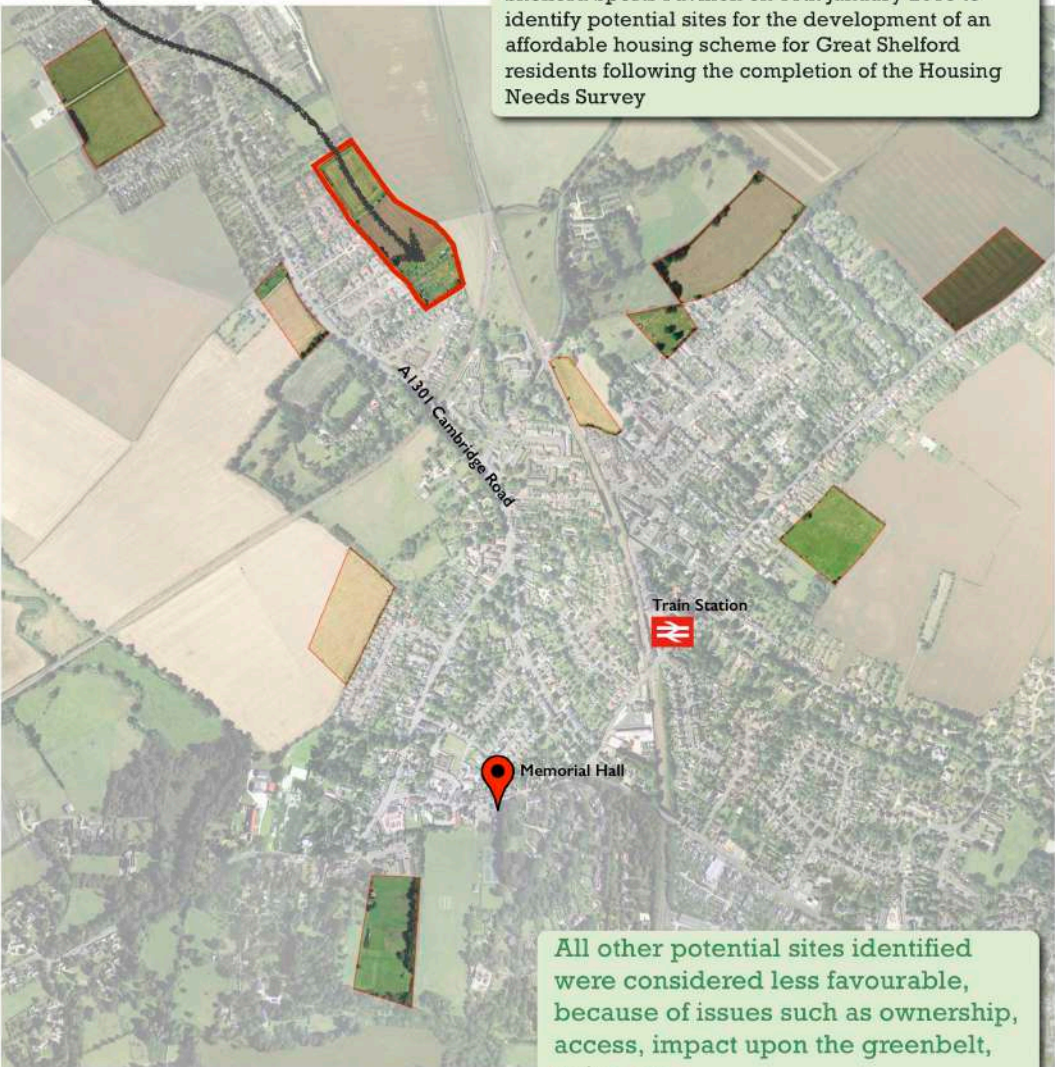 identify potential sites for the development of an
affordable housing scheme for Great Shelford
residents following the completion of the Housing
Needs Survey
A1301 Cambridge Road
Train Station
Memorial Hall
All other potential sites identified
were considered less favourable,
because of issues such as ownership,
access, impact upon the greenbelt,